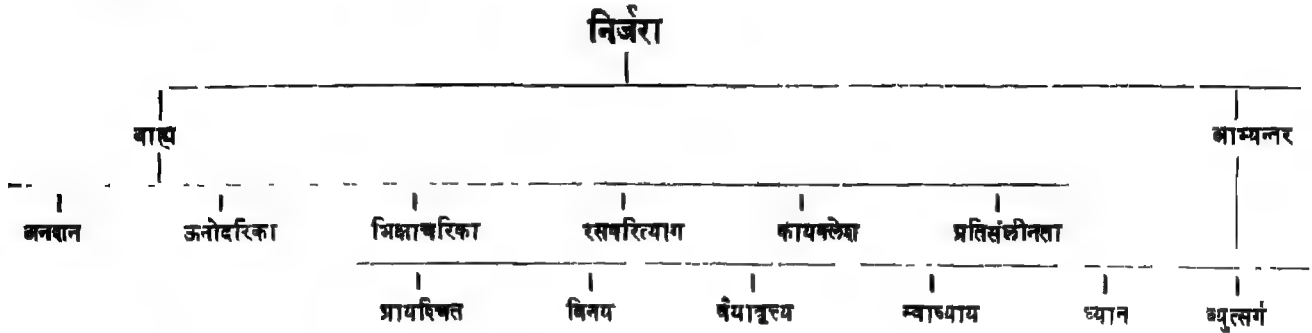 निर्जरा
बाह्य आभ्यन्तर
अनशन ऊनोदरिका भिक्षाचरिका रसपरित्याग कायक्लेश प्रतिसंलीनता
प्रायश्चित विनय वैयावृत्त्य स्वाध्याय ध्यान व्युत्सर्ग